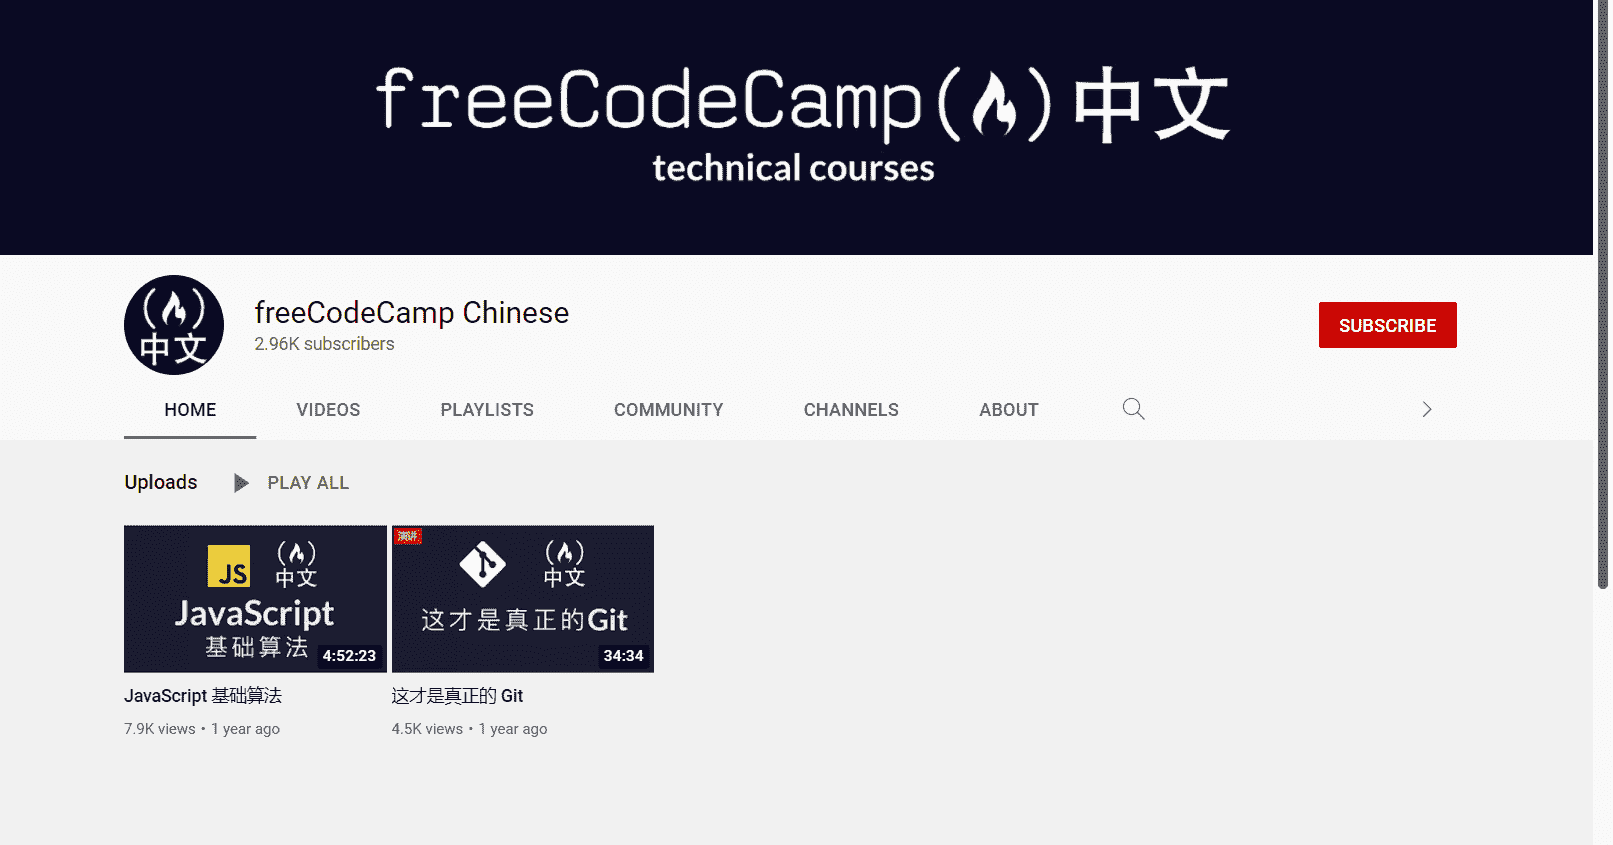 freeCodeCamp(🔥)中文
technical courses
中文
freeCodeCamp Chinese
2.96K subscribers
SUBSCRIBE
HOME VIDEOS PLAYLISTS COMMUNITY CHANNELS ABOUT
Uploads PLAY ALL
JS 中文
JavaScript
基础算法
4:52:23
演讲
中文
这才是真正的Git
34:34
JavaScript 基础算法
7.9K views • 1 year ago
这才是真正的 Git
4.5K views • 1 year ago